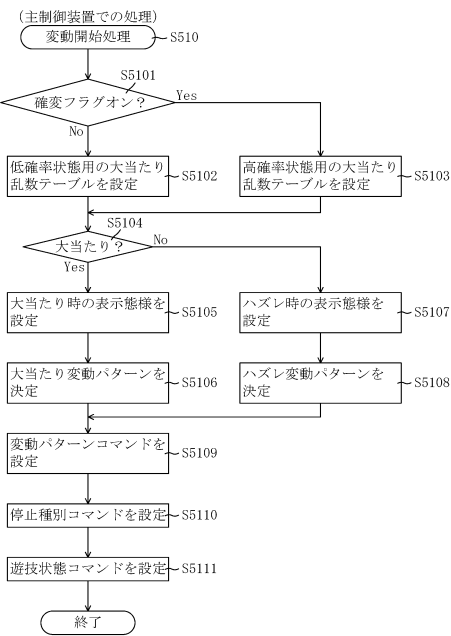 (主制御装置での処理)
変動開始処理
S510
S5101
確変フラグオン？
Yes
No
低確率状態用の大当たり
乱数テーブルを設定
S5102
高確率状態用の大当たり
乱数テーブルを設定
S5103
S5104
大当たり？
No
Yes
大当たり時の表示態様を
設定
S5105
ハズレ時の表示態様を
設定
S5107
大当たり変動パターンを
決定
S5106
ハズレ変動パターンを
決定
S5108
変動パターンコマンドを
設定
S5109
停止種別コマンドを設定
S5110
遊技状態コマンドを設定
S5111
終了